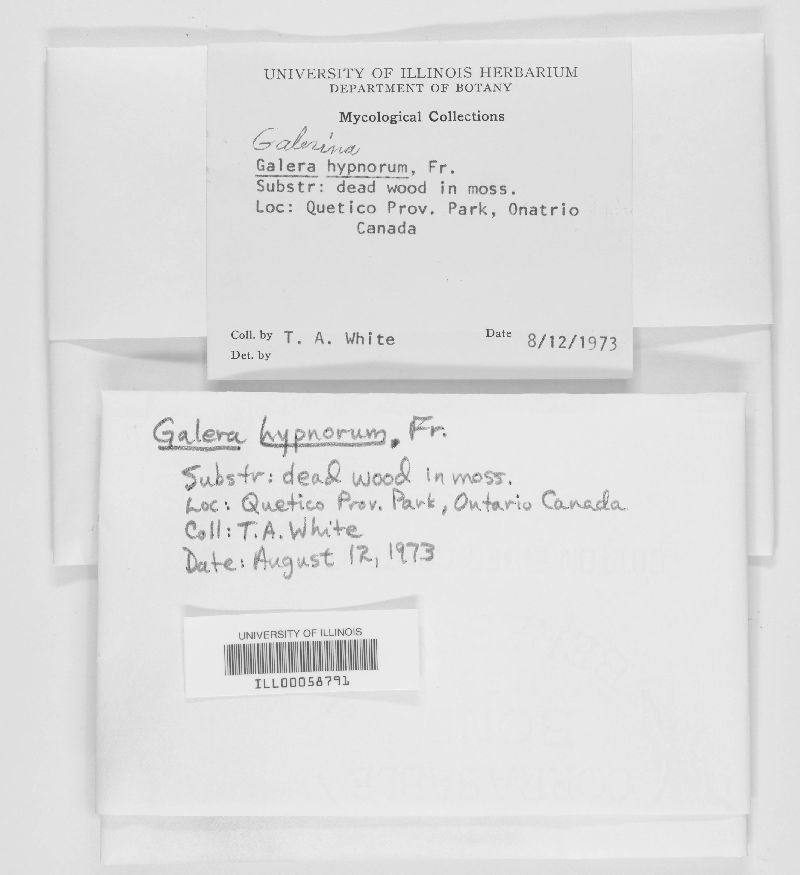 UNIVERSITY OF ILLINOIS HERBARIUM
DEPARTMENT OF BOTANY
Mycological Collections
Galerina
Galera hypnorum, Fr.
Substr: dead wood in moss.
Loc: Quetico Prov. Park, Onatrio
Canada
Coll. by T. A. White Date 8/12/1973
Det. by
Galera hypnorum, Fr.
Substr: dead wood in moss.
Loc: Quetico Prov. Park, Ontario Canada
Coll: T.A. White
Date: August 12, 1973
UNIVERSITY OF ILLINOIS
ILL00058791